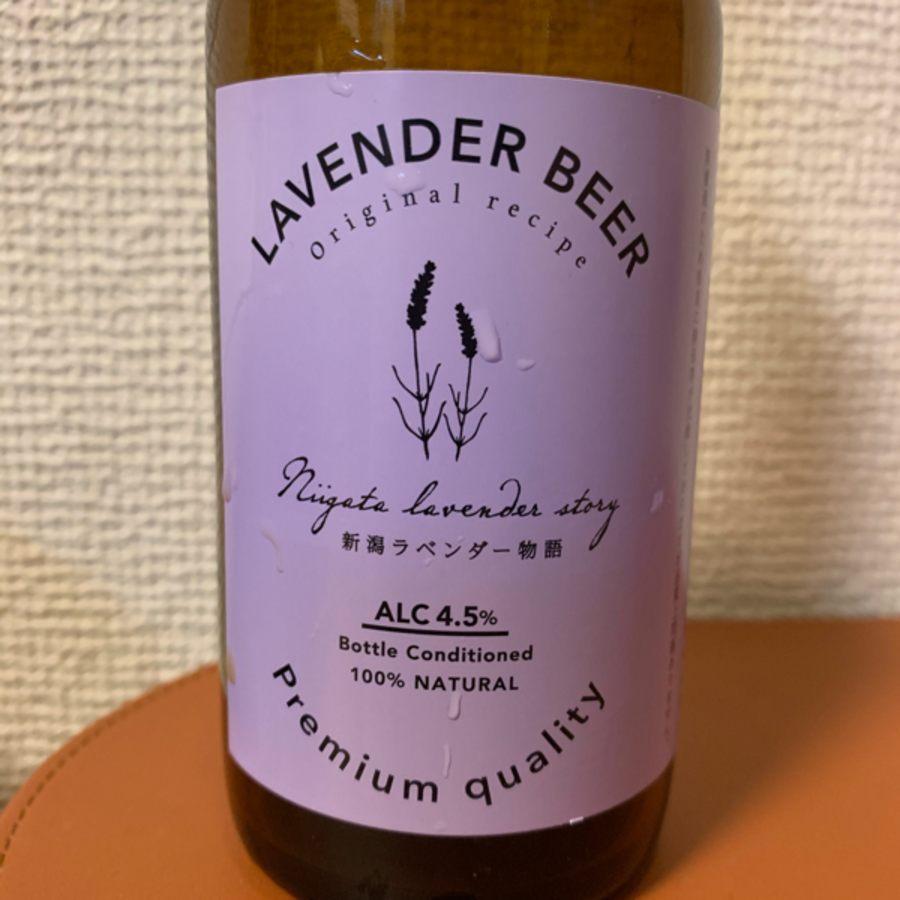 LAVENDER BEER
Original recipe
Niigata lavender story
新潟ラベンダー物語
ALC 4.5%
Bottle Conditioned
100% NATURAL
Premium quality